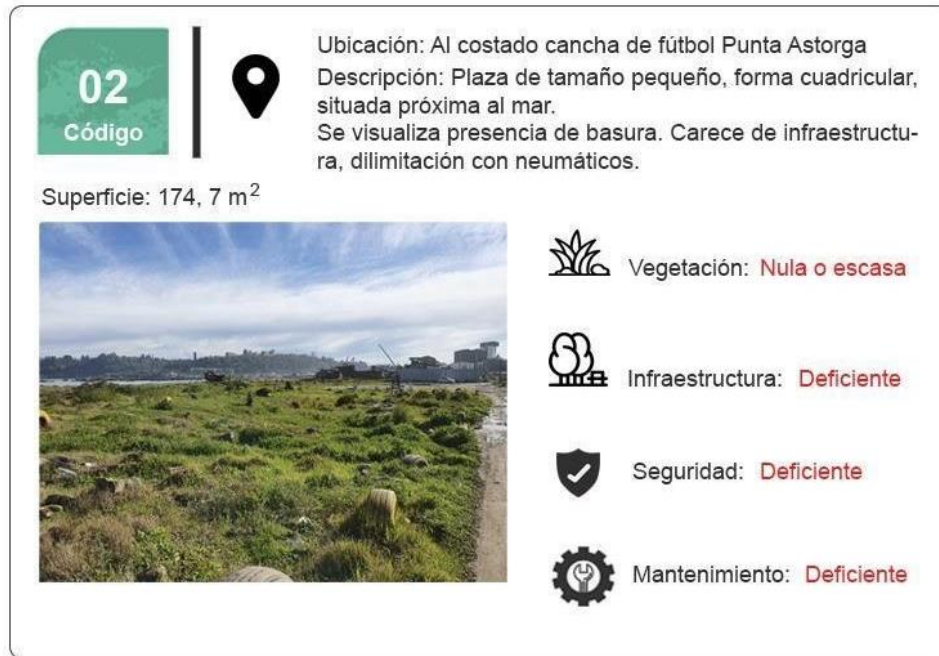 02
Código
Ubicación: Al costado cancha de fútbol Punta Astorga
Descripción: Plaza de tamaño pequeño, forma cuadricular,
situada próxima al mar.
Se visualiza presencia de basura. Carece de infraestructu-
ra, dilimitación con neumáticos.
Superficie: 174, 7 m²
Vegetación: Nula o escasa
Infraestructura: Deficiente
Seguridad: Deficiente
Mantenimiento: Deficiente